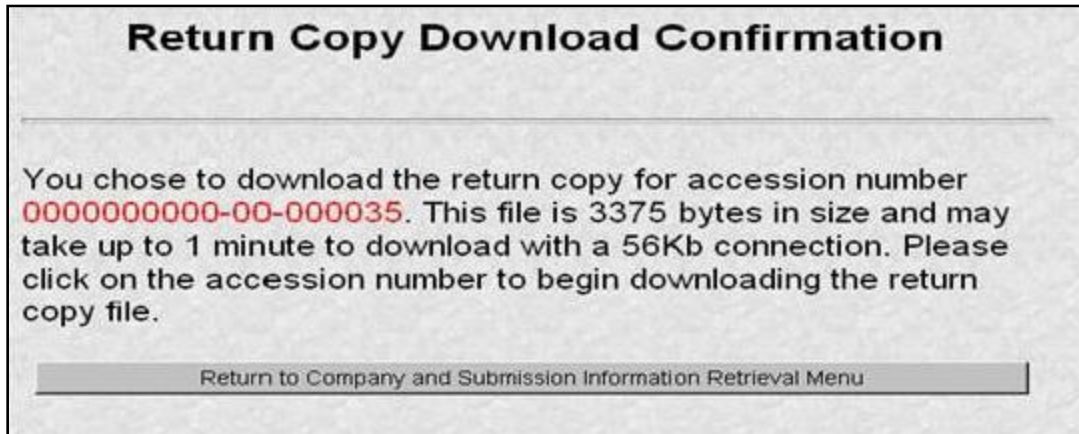 Return Copy Download Confirmation
You chose to download the return copy for accession number
0000000000-00-000035. This file is 3375 bytes in size and may
take up to 1 minute to download with a 56Kb connection. Please
click on the accession number to begin downloading the return
copy file.
Return to Company and Submission Information Retrieval Menu